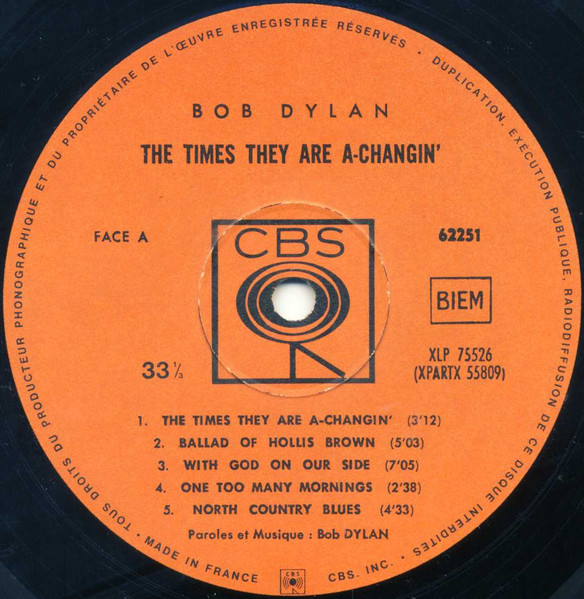 TOUS DROITS DU PRODUCTEUR PHONOGRAPHIQUE ET DU PROPRIÉTAIRE DE L'ŒUVRE ENREGISTRÉE RÉSERVÉS • DUPLICATION, EXÉCUTION PUBLIQUE, RADIODIFFUSION DE CE DISQUE INTERDITES •
BOB DYLAN
THE TIMES THEY ARE A-CHANGIN'
FACE A
CBS
62251
BIEM
33 ⅓
XLP 75526
(XPARTX 55809)
1. THE TIMES THEY ARE A-CHANGIN' (3'12)
2. BALLAD OF HOLLIS BROWN (5'03)
3. WITH GOD ON OUR SIDE (7'05)
4. ONE TOO MANY MORNINGS (2'38)
5. NORTH COUNTRY BLUES (4'33)
Paroles et Musique : Bob DYLAN
• MADE IN FRANCE
CBS
CBS. INC. •